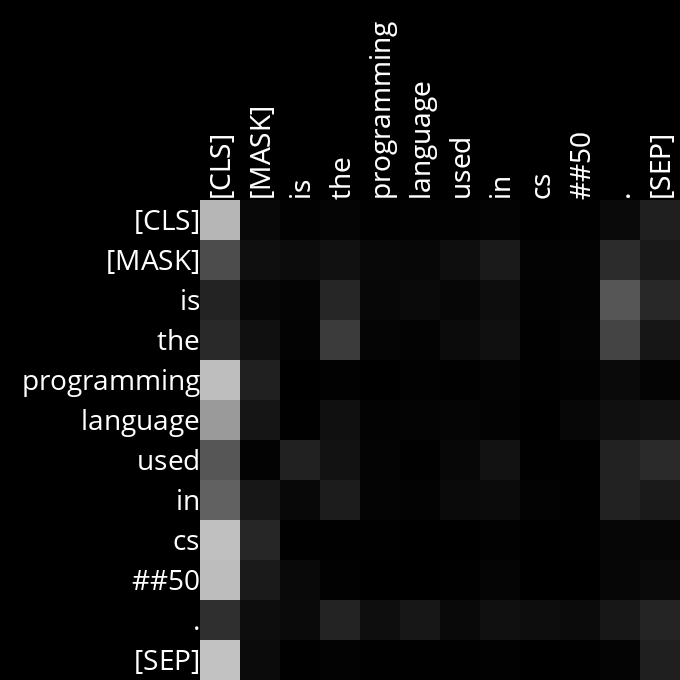 [CLS] [MASK] is the programming language used in cs ##50 . [SEP]
[CLS]
[MASK]
is
the
programming
language
used
in
cs
##50
.
[SEP]